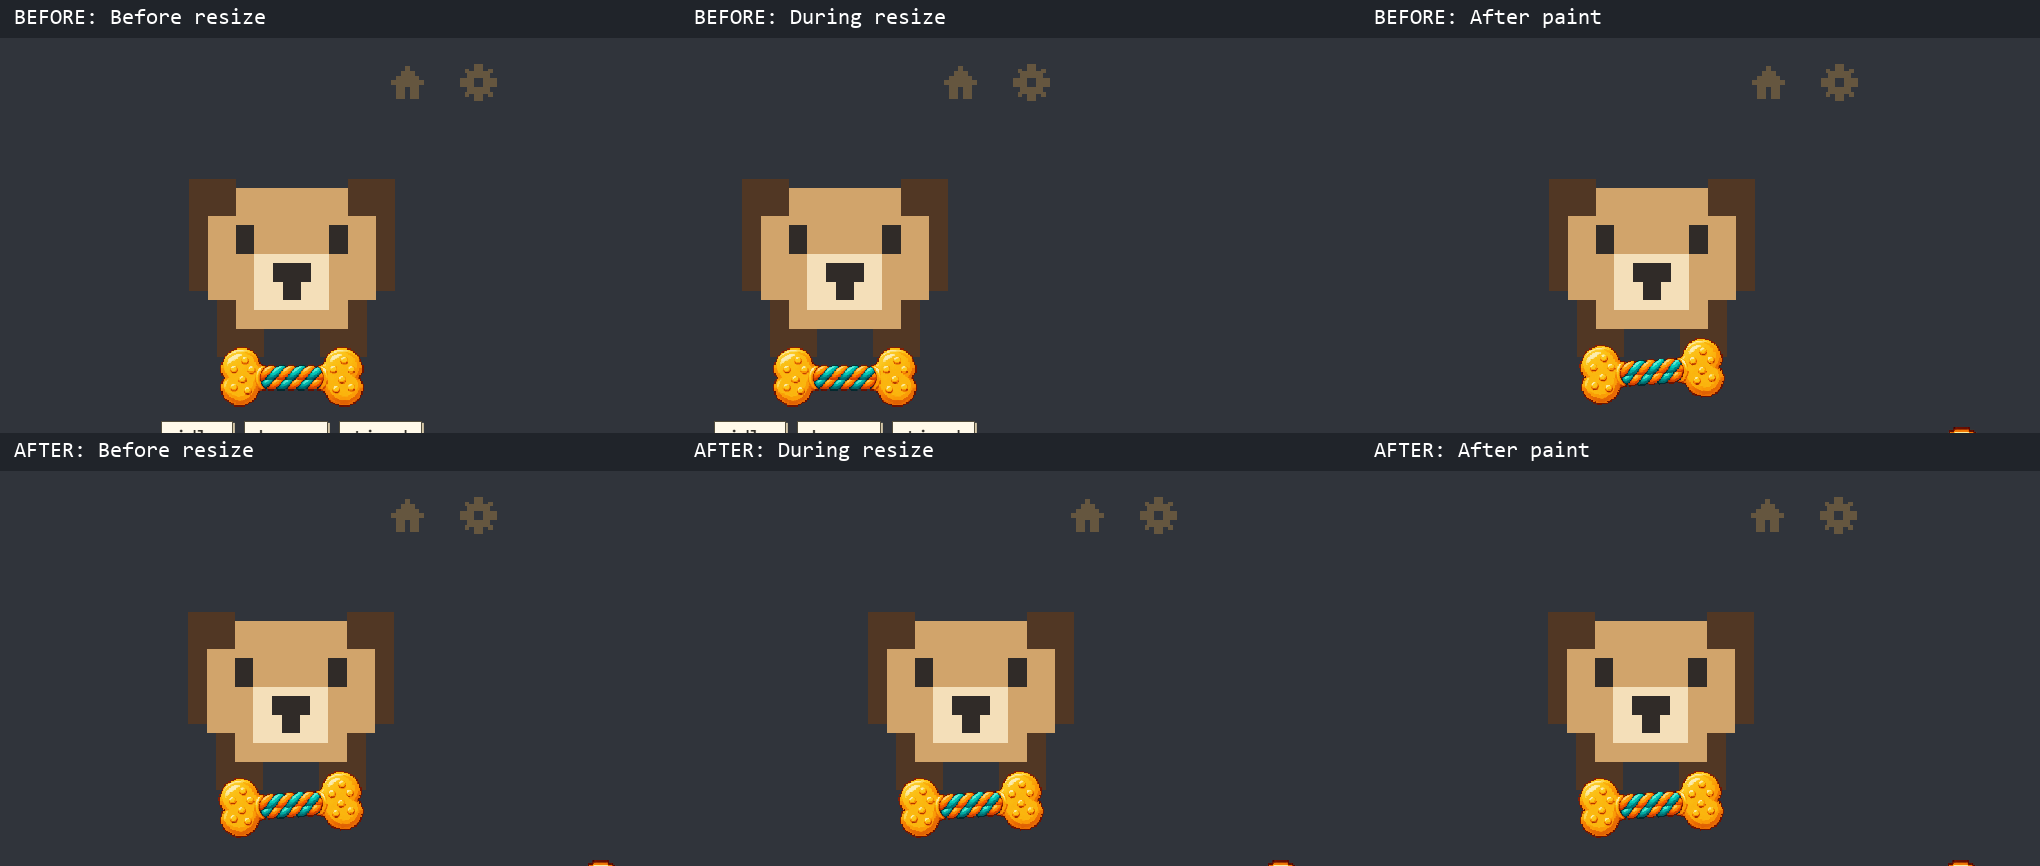 BEFORE: Before resize
BEFORE: During resize
BEFORE: After paint
AFTER: Before resize
AFTER: During resize
AFTER: After paint